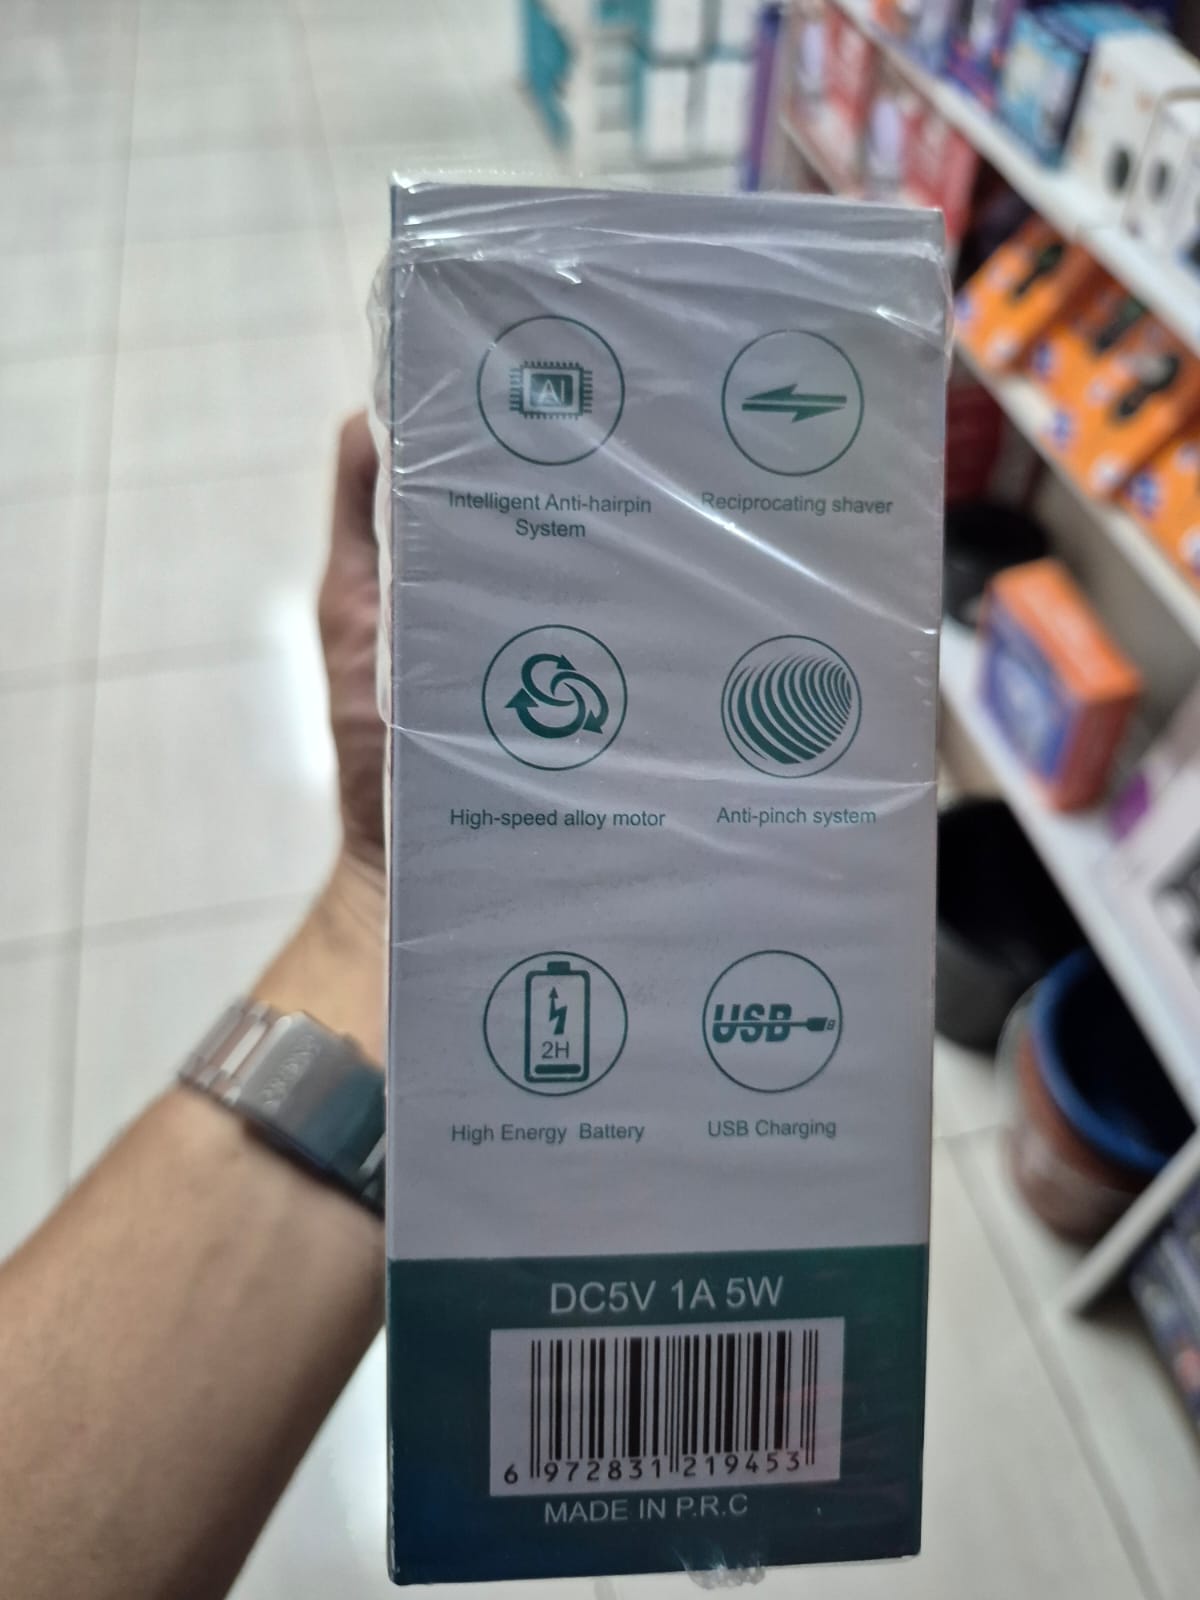 AI
Intelligent Anti-hairpin
System
Reciprocating shaver
High-speed alloy motor
Anti-pinch system
2H
High Energy Battery
USB
USB Charging
DC5V 1A 5W
6 972831 219453
MADE IN P.R.C